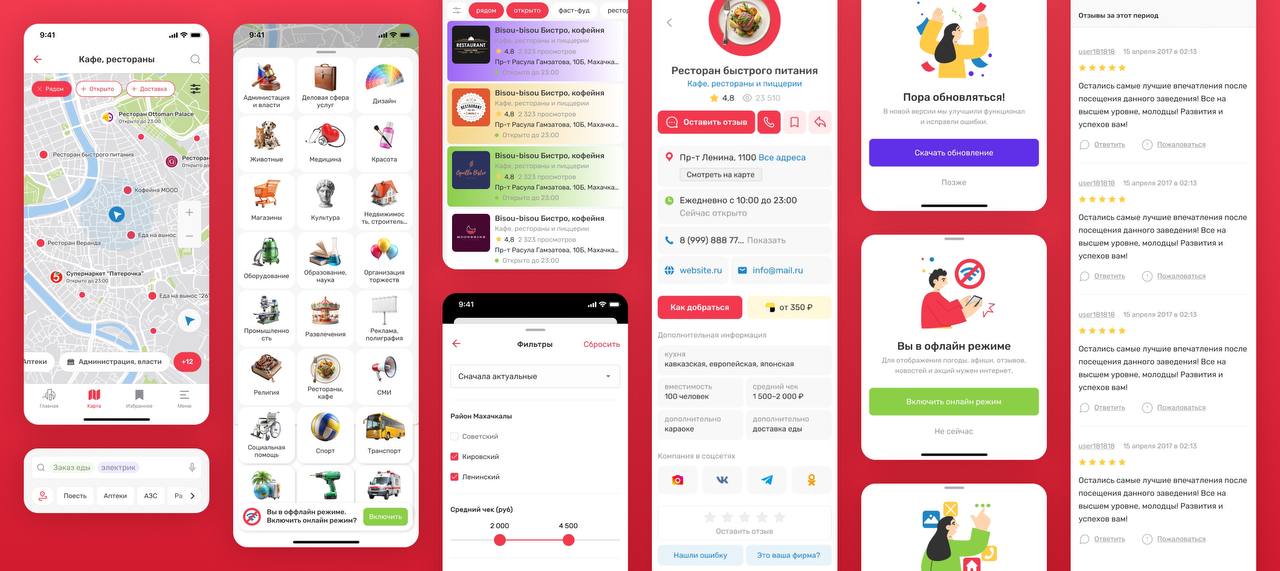 9:41
Кафе, рестораны
Рядом
Открыто
Доставка
Ресторан Ottoman Palace
Открыто до 23:00
Ресторан быстрого питания
Ресторан
Открыто до
Кофейня МОСС
Еда на вынос
Ресторан Веранда
Супермаркет "Пятерочка"
Открыто до 23:00
Еда на вынос "26
Аптеки
Администрация, власти
+12
Главная
Карта
Избранное
Меню
Заказ еды
электрик
Поесть
Аптеки
АЗС
Ра
9:41
Администация
и власти
Деловая сфера
услуг
Дизайн
Животные
Медицина
Красота
Магазины
Культура
Недвижимос
ть, строитель...
Оборудование
Образование,
наука
Организация
торжеств
Промышленно
сть
Развлечения
Реклама,
полиграфия
Религия
Рестораны,
кафе
СМИ
Социальная
помощь
Спорт
Транспорт
Вы в оффлайн режиме.
Включить онлайн режим?
Включить
рядом
открыто
фаст-фуд
рестор
Bisou-bisou Бистро, кофейня
Кафе, рестораны и пиццерии
4,8 2 323 просмотров
Пр-т Расула Гамзатова, 10Б, Махачка...
Открыто до 23:00
RESTAURANT
Bisou-bisou Бистро, кофейня
Кафе, рестораны и пиццерии
4,8 2 323 просмотров
Пр-т Расула Гамзатова, 10Б, Махачка...
Открыто до 23:00
RESTAURANT
Bisou-bisou Бистро, кофейня
Кафе, рестораны и пиццерии
4,8 2 323 просмотров
Пр-т Расула Гамзатова, 10Б, Махачка...
Открыто до 23:00
Bisou-bisou Бистро, кофейня
Кафе, рестораны и пиццерии
4,8 2 323 просмотров
Пр-т Расула Гамзатова, 10Б, Махачка...
Открыто до 23:00
9:41
Фильтры
Сбросить
Сначала актуальные
Район Махачкалы
Советский
Кировский
Ленинский
Средний чек (руб)
2 000
4 500
Ресторан быстрого питания
Кафе, рестораны и пиццерии
4,8
23 510
Оставить отзыв
Пр-т Ленина, 1100 Все адреса
Смотреть на карте
Ежедневно с 10:00 до 23:00
Сейчас открыто
8 (999) 888 77... Показать
website.ru
info@mail.ru
Как добраться
от 350 ₽
Дополнительная информация
кухня
кавказская, европейская, японская
вместимость
100 человек
средний чек
1 500–2 000 ₽
дополнительно
караоке
дополнительно
доставка еды
Компания в соцсетях
Оставить отзыв
Нашли ошибку
Это ваша фирма?
Пора обновляться!
В новой версии мы улучшили функционал
и исправили ошибки.
Скачать обновление
Позже
Вы в офлайн режиме
Для отображения погоды, афиши, отзывов,
новостей и акций нужен интернет.
Включить онлайн режим
Не сейчас
Отзывы за этот период
user181818 15 апреля 2017 в 02:13
Остались самые лучшие впечатления после
посещения данного заведения! Все на
высшем уровне, молодцы! Развития и
успехов вам!
Ответить
Пожаловаться
user181818 15 апреля 2017 в 02:13
Остались самые лучшие впечатления после
посещения данного заведения! Все на
высшем уровне, молодцы! Развития и
успехов вам!
Ответить
Пожаловаться
user181818 15 апреля 2017 в 02:13
Остались самые лучшие впечатления после
посещения данного заведения! Все на
высшем уровне, молодцы! Развития и
успехов вам!
Ответить
Пожаловаться
user181818 15 апреля 2017 в 02:13
Остались самые лучшие впечатления после
посещения данного заведения! Все на
высшем уровне, молодцы! Развития и
успехов вам!
Ответить
Пожаловаться